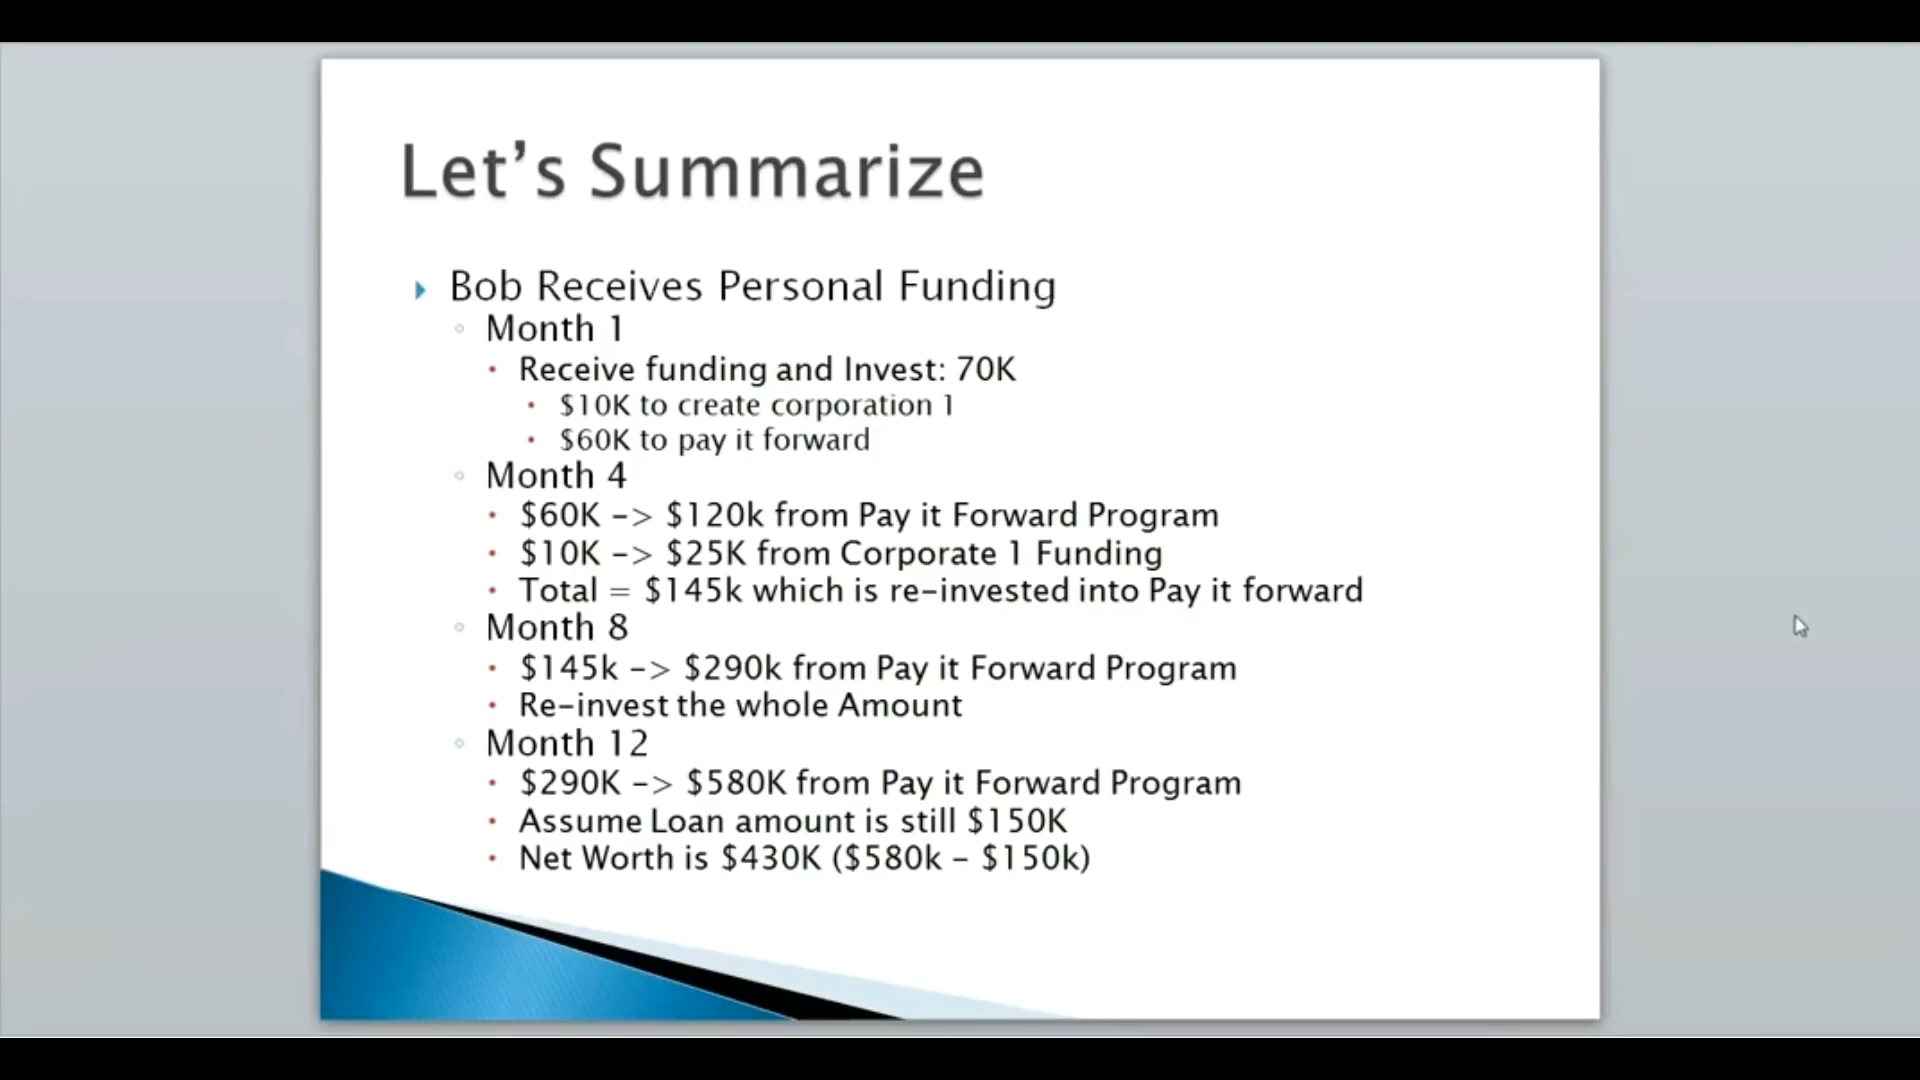 Let’s Summarize
Bob Receives Personal Funding
Month 1
Receive funding and Invest: 70K
$10K to create corporation 1
$60K to pay it forward
Month 4
$60K -> $120k from Pay it Forward Program
$10K -> $25K from Corporate 1 Funding
Total = $145k which is re-invested into Pay it forward
Month 8
$145k -> $290k from Pay it Forward Program
Re-invest the whole Amount
Month 12
$290K -> $580K from Pay it Forward Program
Assume Loan amount is still $150K
Net Worth is $430K ($580k - $150k)